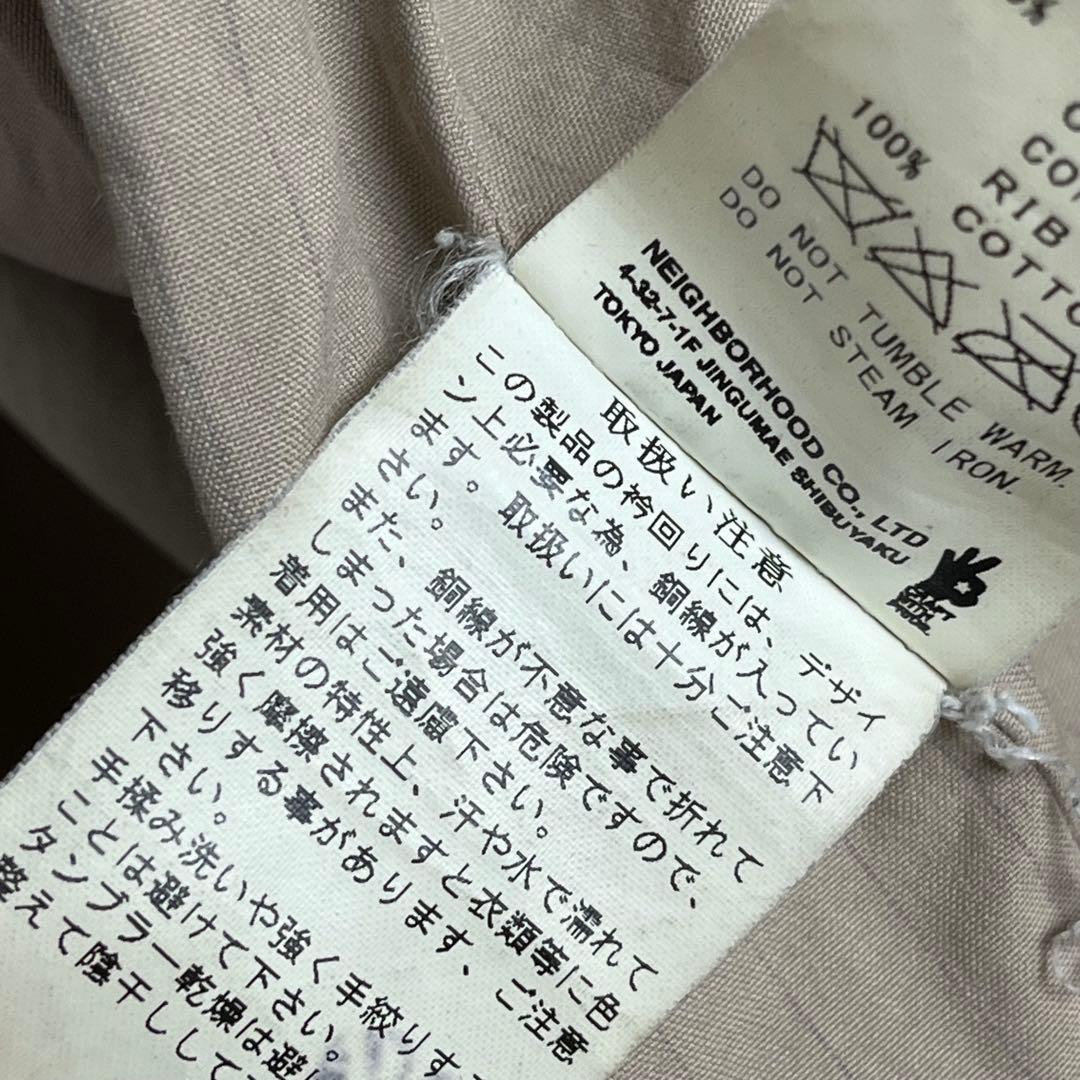 100%
RIB
DO NOT TUMBLE WARM.
DO NOT STEAM IRON.
NEIGHBORHOOD CO., LTD
4-32-7-1F JINGUMAE SHIBUYAKU
TOKYO JAPAN
取扱い注意
この製品の衿回りには、デザイ
ン上必要な為、銅線が入ってい
ます。取扱いには十分ご注意下
さい。
また、銅線が不意な事で折れて
しまった場合は危険ですので、
着用はご遠慮下さい。
素材の特性上、汗や水で濡れて
強く摩擦されますと衣類等に色
移りする事があります、ご注意
下さい。
手揉み洗いや強く手絞り
ことは避けて下さい。
タンブラー乾燥は避
整えて陰干しして